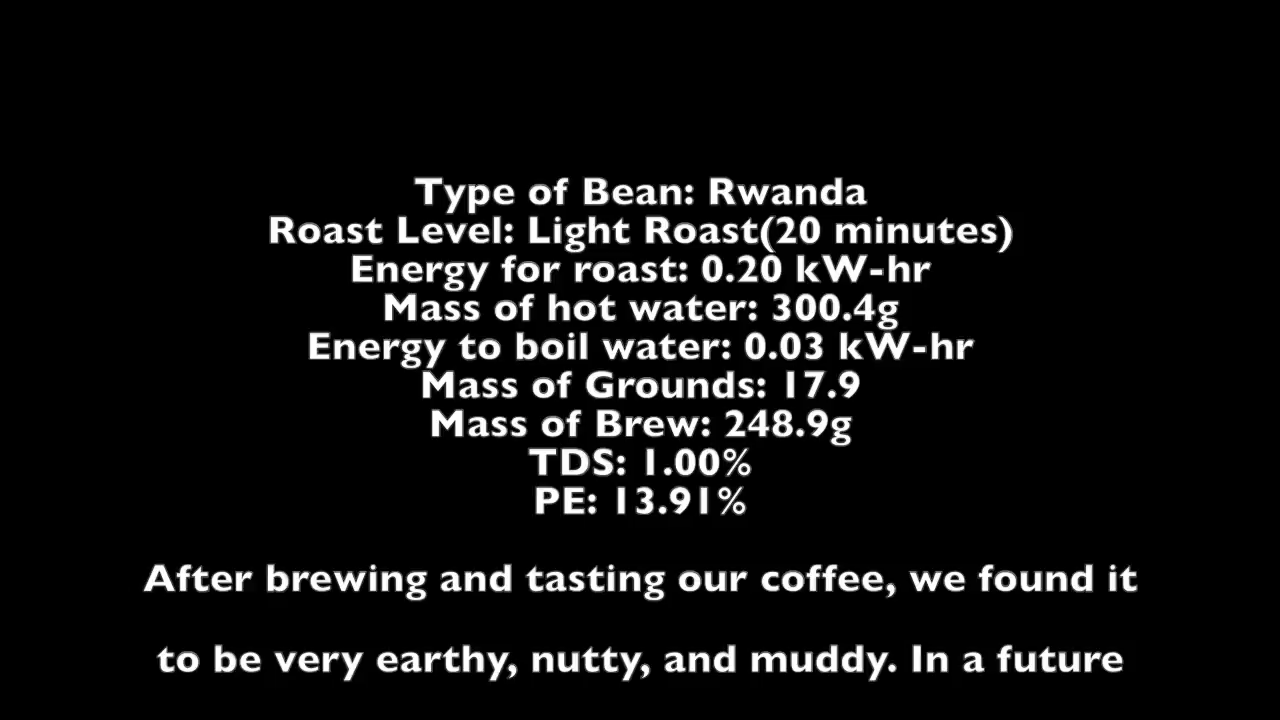 Type of Bean: Rwanda
Roast Level: Light Roast(20 minutes)
Energy for roast: 0.20 kW-hr
Mass of hot water: 300.4g
Energy to boil water: 0.03 kW-hr
Mass of Grounds: 17.9
Mass of Brew: 248.9g
TDS: 1.00%
PE: 13.91%
After brewing and tasting our coffee, we found it
to be very earthy, nutty, and muddy. In a future